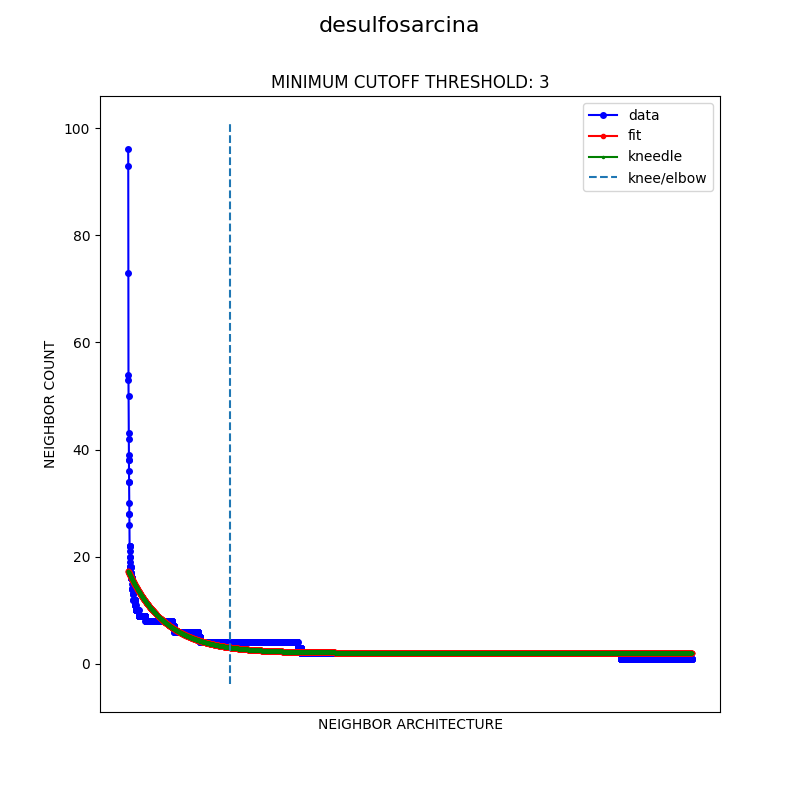 desulfosarcina
MINIMUM CUTOFF THRESHOLD: 3
data
fit
kneedle
knee/elbow
100
80
60
40
20
0
NEIGHBOR COUNT
NEIGHBOR ARCHITECTURE